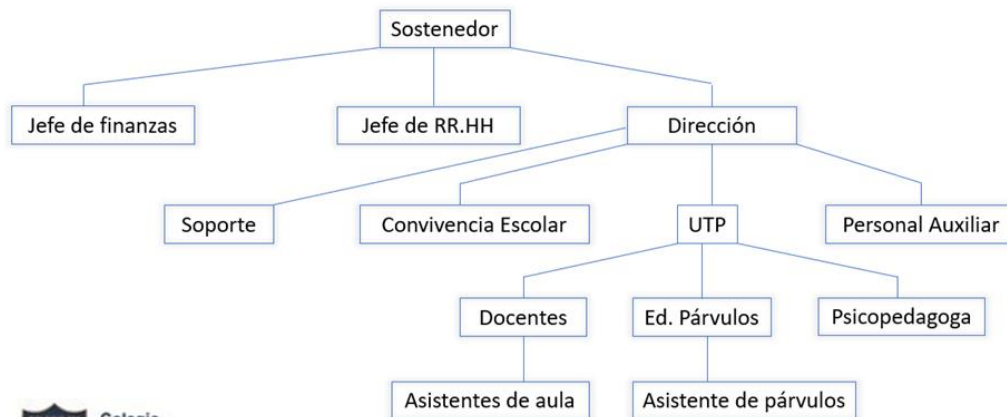 Sostenedor
Jefe de finanzas
Jefe de RR.HH
Dirección
Soporte
Convivencia Escolar
UTP
Personal Auxiliar
Docentes
Ed. Párvulos
Psicopedagoga
Asistentes de aula
Asistente de párvulos
Colegio